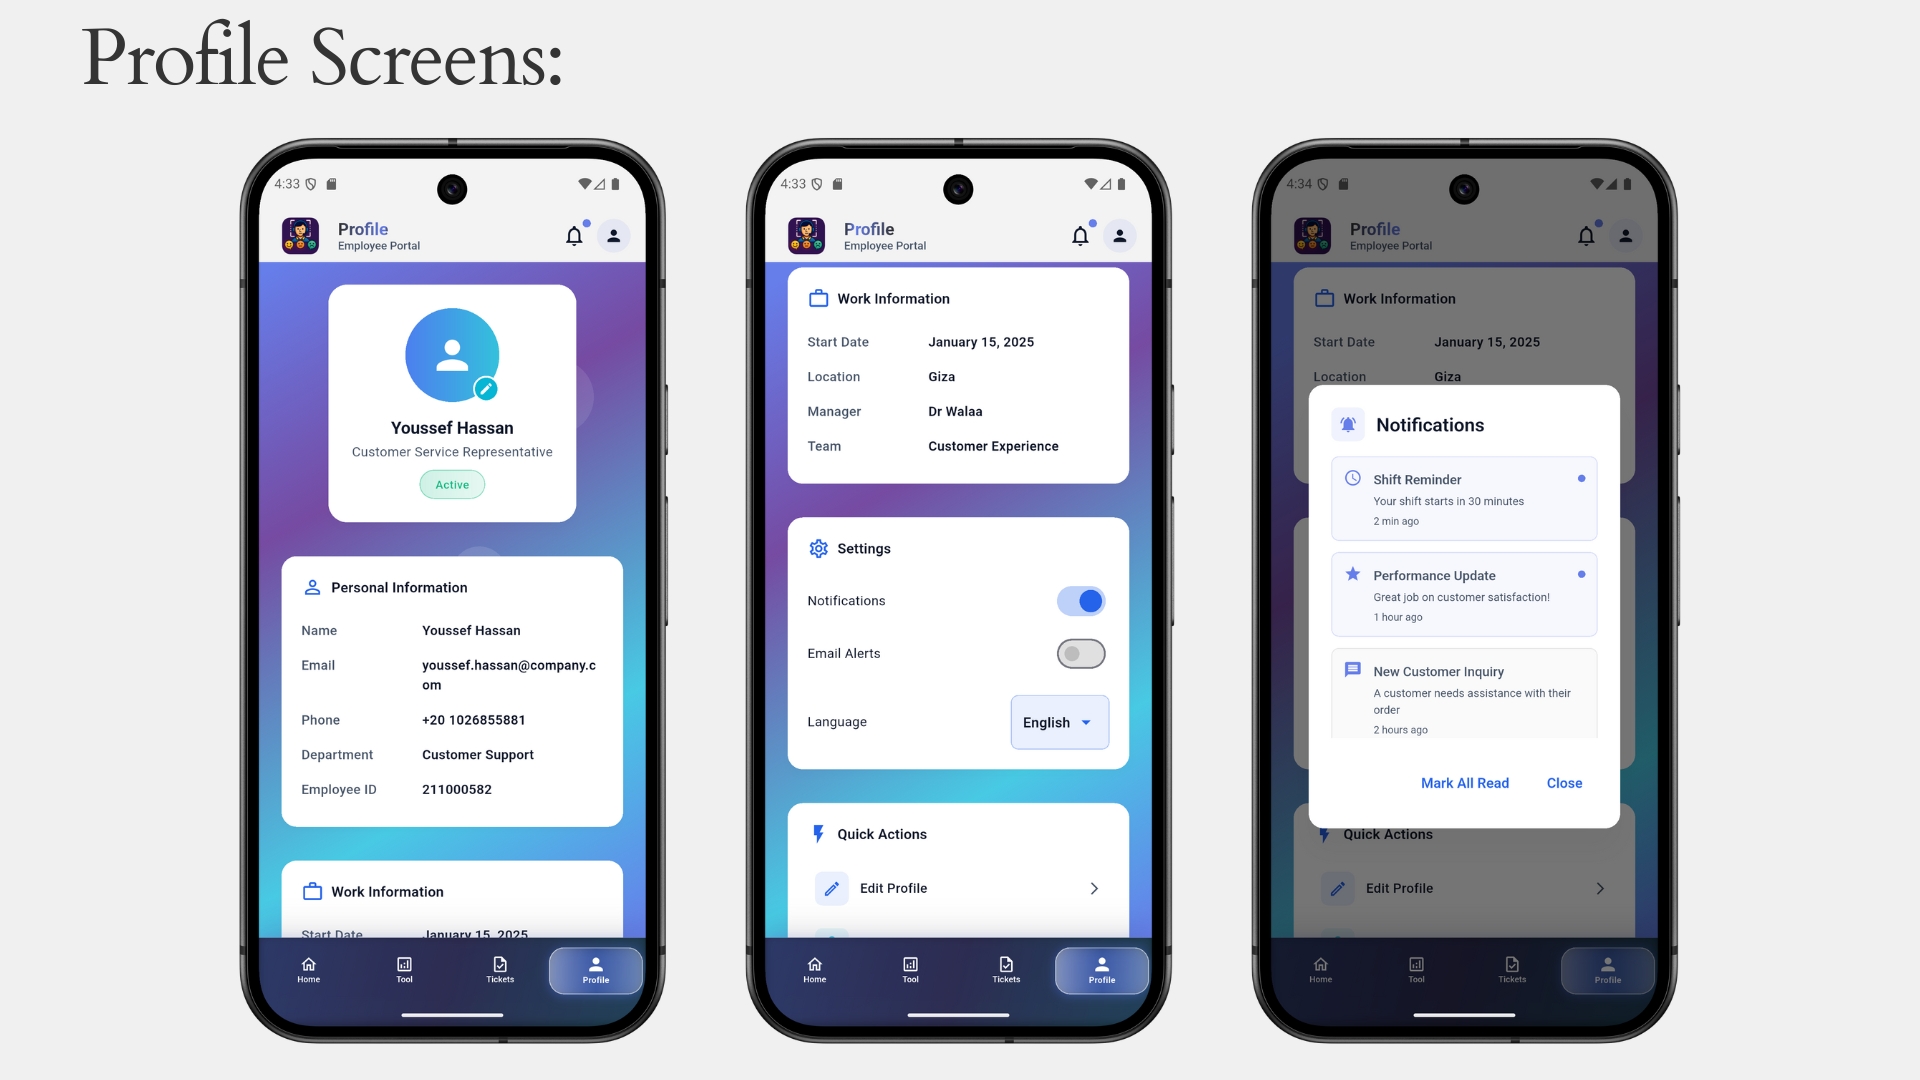 Profile Screens:
4:33
Profile
Employee Portal
Youssef Hassan
Customer Service Representative
Active
Personal Information
Name Youssef Hassan
Email youssef.hassan@company.c
om
Phone +20 1026855881
Department Customer Support
Employee ID 211000582
Work Information
Start Date January 15, 2025
Home Tool Tickets Profile
4:33
Profile
Employee Portal
Work Information
Start Date January 15, 2025
Location Giza
Manager Dr Walaa
Team Customer Experience
Settings
Notifications
Email Alerts
Language English
Quick Actions
Edit Profile
Home Tool Tickets Profile
4:34
Profile
Employee Portal
Work Information
Start Date January 15, 2025
Location Giza
Notifications
Shift Reminder
Your shift starts in 30 minutes
2 min ago
Performance Update
Great job on customer satisfaction!
1 hour ago
New Customer Inquiry
A customer needs assistance with their
order
2 hours ago
Mark All Read Close
Quick Actions
Edit Profile
Home Tool Tickets Profile